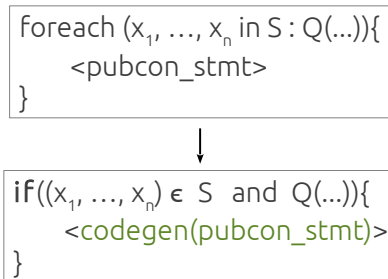 foreach (x₁, …, xₙ in S : Q(...)){
<pubcon_stmt>
}
if((x₁, …, xₙ) ϵ S and Q(...)){
<codegen(pubcon_stmt)>
}